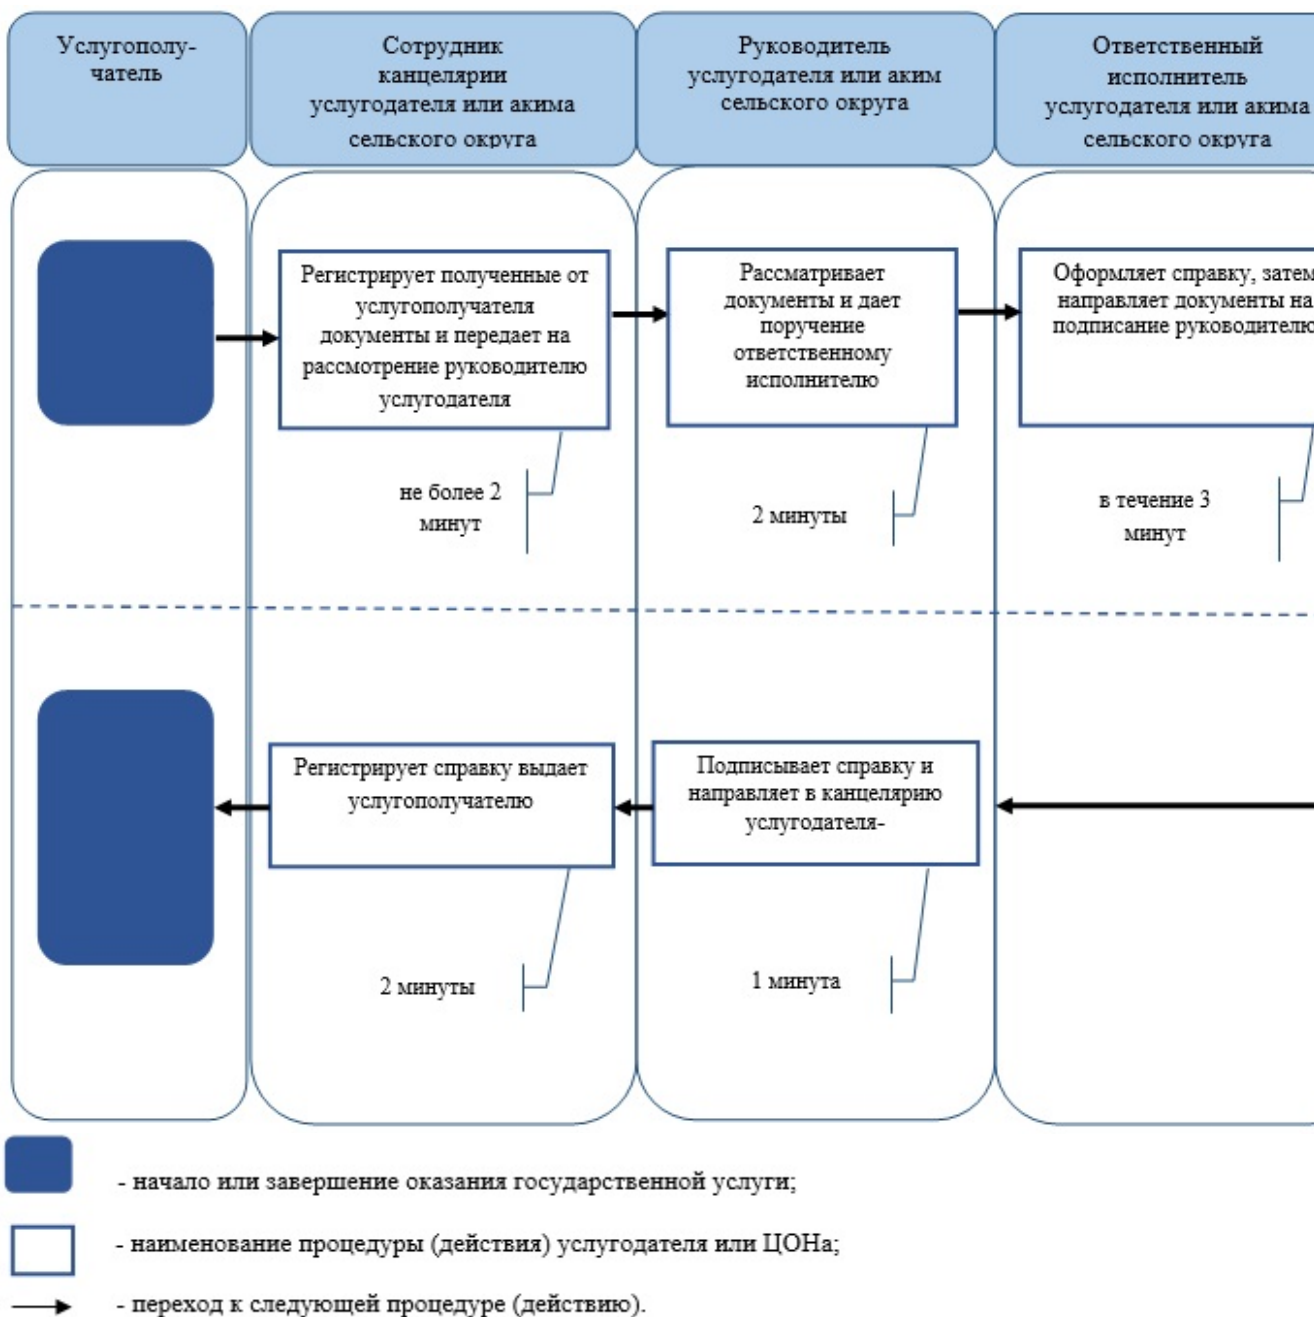 Услугополу-
чатель
Сотрудник
канцелярии
услугодателя или акима
сельского округа
Руководитель
услугодателя или аким
сельского округа
Ответственный
исполнитель
услугодателя или акима
сельского округа
Регистрирует полученные от
услугополучателя
документы и передает на
рассмотрение руководителю
услугодателя
Рассматривает
документы и дает
поручение
ответственному
исполнителю
Оформляет справку, затем
направляет документы на
подписание руководителю
не более 2
минут
2 минуты
в течение 3
минут
Регистрирует справку выдает
услугополучателю
Подписывает справку и
направляет в канцелярию
услугодателя-
2 минуты
1 минута
- начало или завершение оказания государственной услуги;
- наименование процедуры (действия) услугодателя или ЦОНа;
- переход к следующей процедуре (действию).